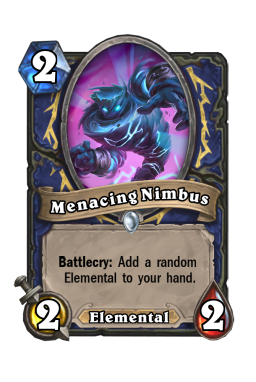 2
Menacing Nimbus
Battlecry: Add a random
Elemental to your hand.
2
Elemental
2